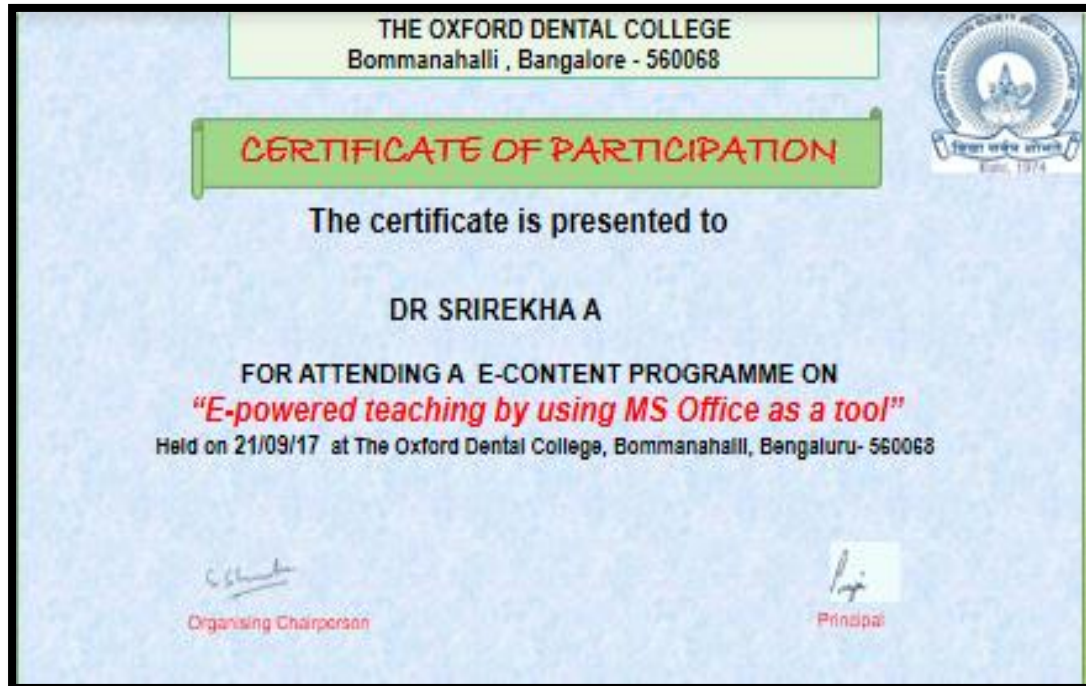 THE OXFORD DENTAL COLLEGE
Bommanahalli , Bangalore - 560068
CERTIFICATE OF PARTICIPATION
Estd. 1974
The certificate is presented to
DR SRIREKHA A
FOR ATTENDING A E-CONTENT PROGRAMME ON
“E-powered teaching by using MS Office as a tool”
Held on 21/09/17 at The Oxford Dental College, Bommanahalli, Bengaluru- 560068
Organising Chairperson
Principal